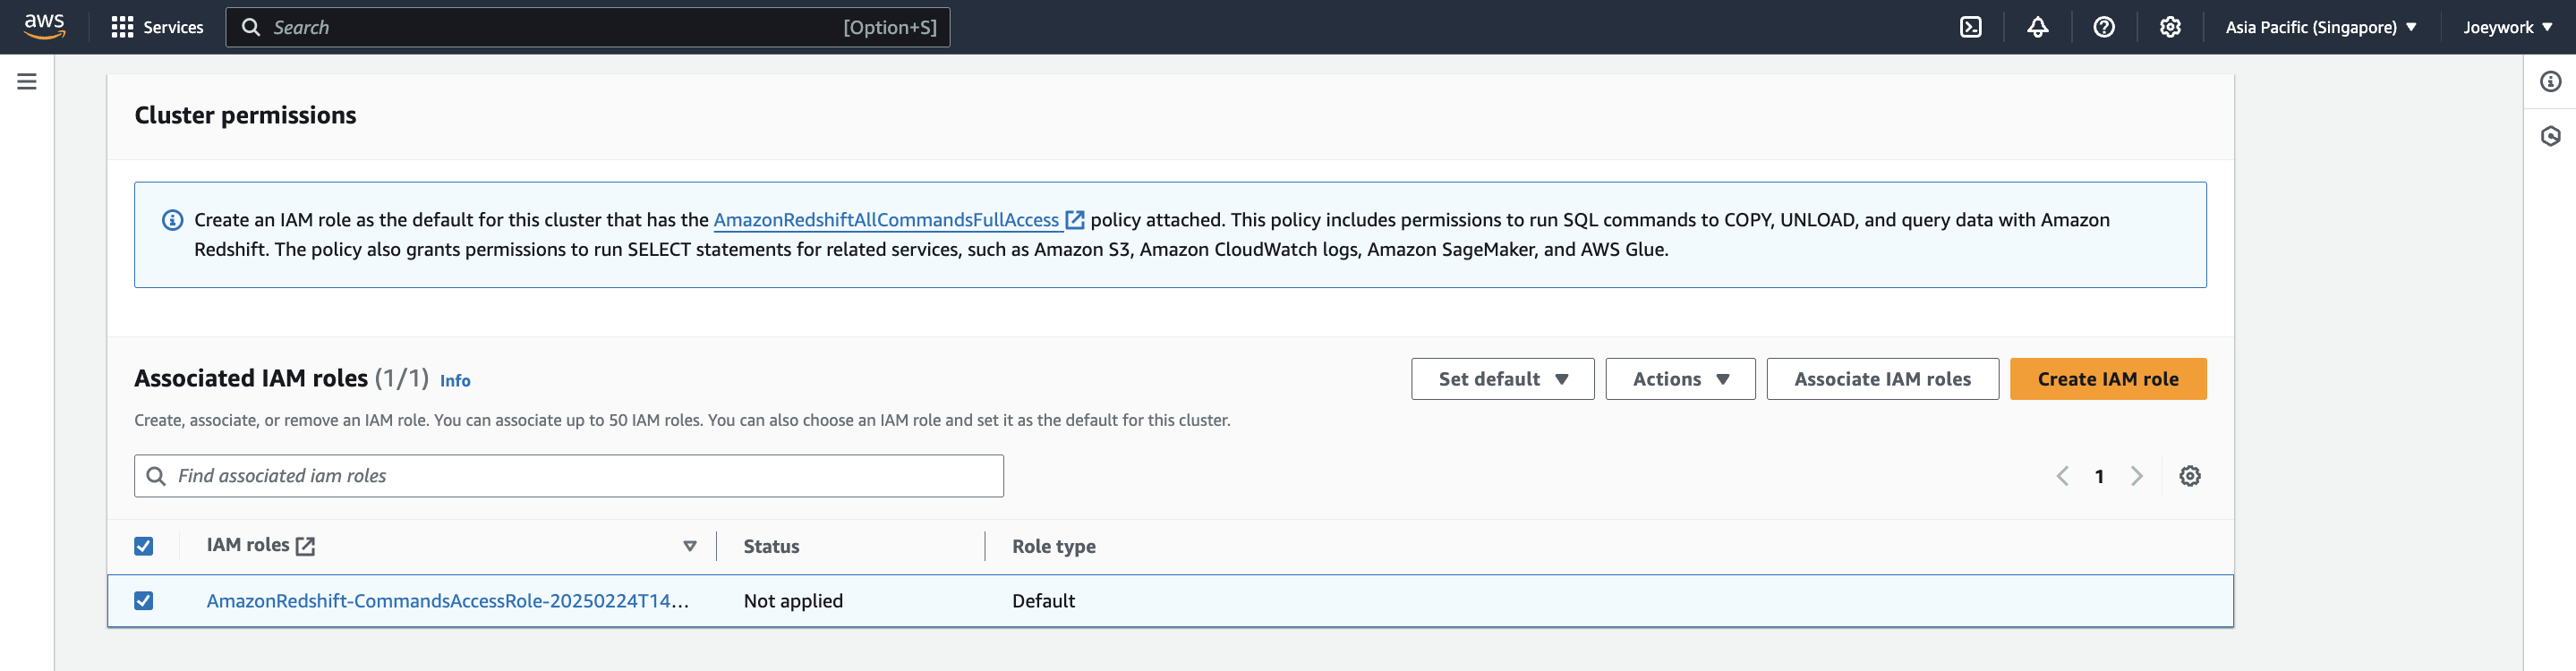 aws Services Search [Option+S] Asia Pacific (Singapore) Joeywork
Cluster permissions
Create an IAM role as the default for this cluster that has the AmazonRedshiftAllCommandsFullAccess policy attached. This policy includes permissions to run SQL commands to COPY, UNLOAD, and query data with Amazon
Redshift. The policy also grants permissions to run SELECT statements for related services, such as Amazon S3, Amazon CloudWatch logs, Amazon SageMaker, and AWS Glue.
Associated IAM roles (1/1) Info Set default Actions Associate IAM roles Create IAM role
Create, associate, or remove an IAM role. You can associate up to 50 IAM roles. You can also choose an IAM role and set it as the default for this cluster.
Find associated iam roles 1
IAM roles Status Role type
AmazonRedshift-CommandsAccessRole-20250224T14... Not applied Default